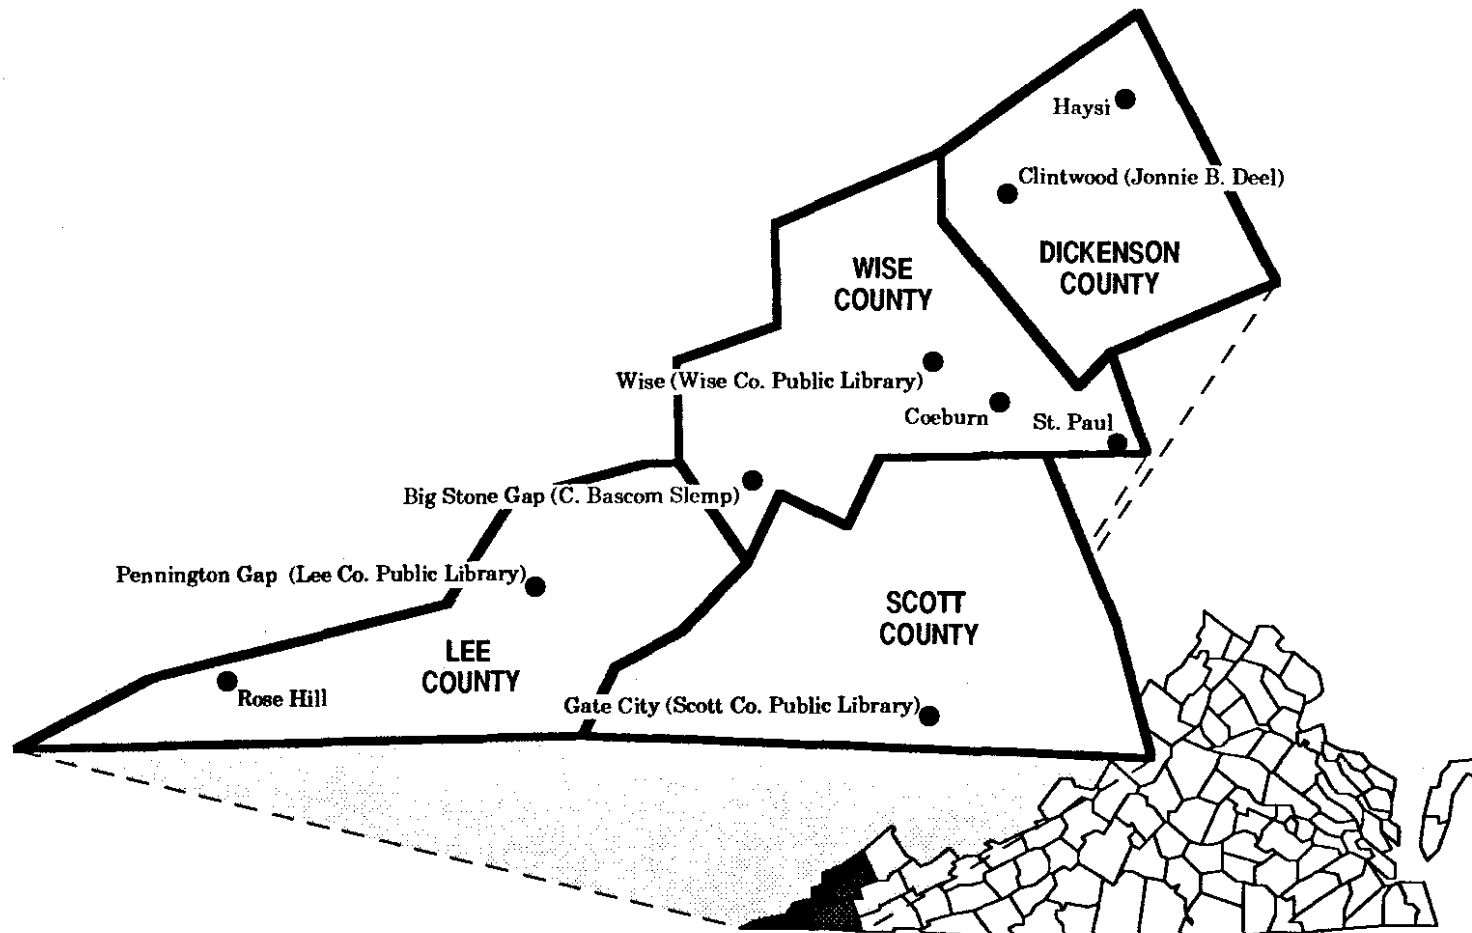 Haysi
Clintwood (Jonnie B. Deel)
DICKENSON
COUNTY
WISE
COUNTY
Wise (Wise Co. Public Library)
Coeburn
St. Paul
Big Stone Gap (C. Bascom Slemp)
Pennington Gap (Lee Co. Public Library)
SCOTT
COUNTY
LEE
COUNTY
Rose Hill
Gate City (Scott Co. Public Library)